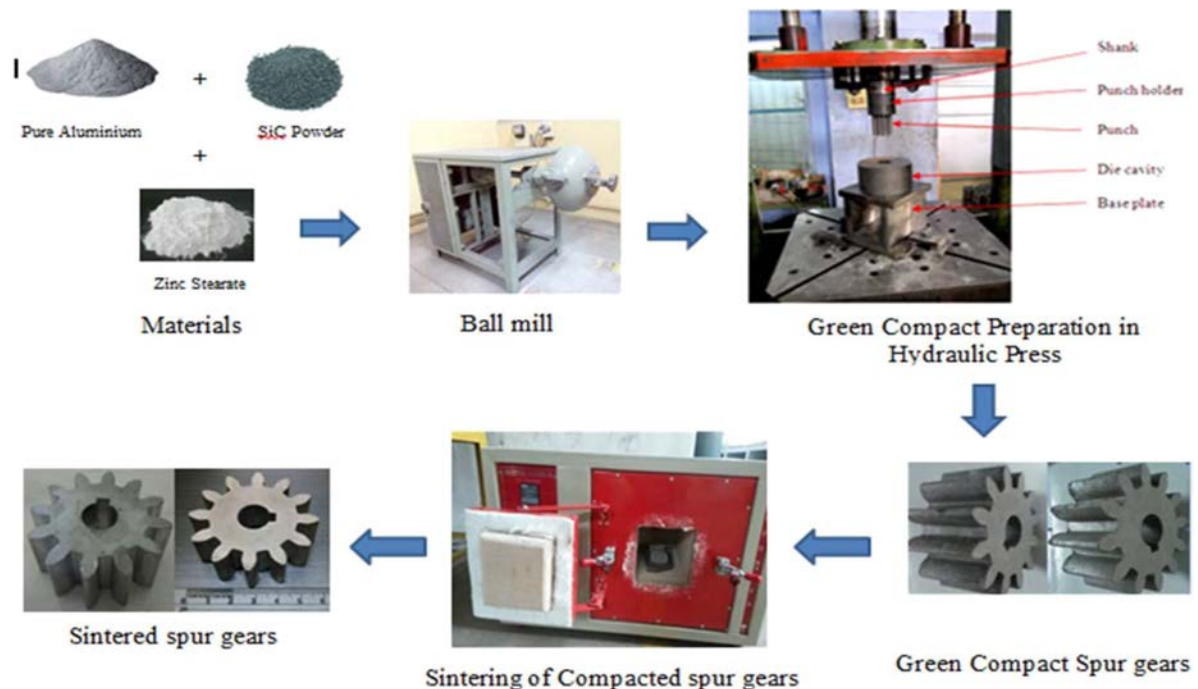 Pure Aluminium
+
SiC Powder
+
Zinc Stearate
Materials
Ball mill
Shank
Punch holder
Punch
Die cavity
Base plate
Green Compact Preparation in
Hydraulic Press
Green Compact Spur gears
Sintering of Compacted spur gears
Sintered spur gears